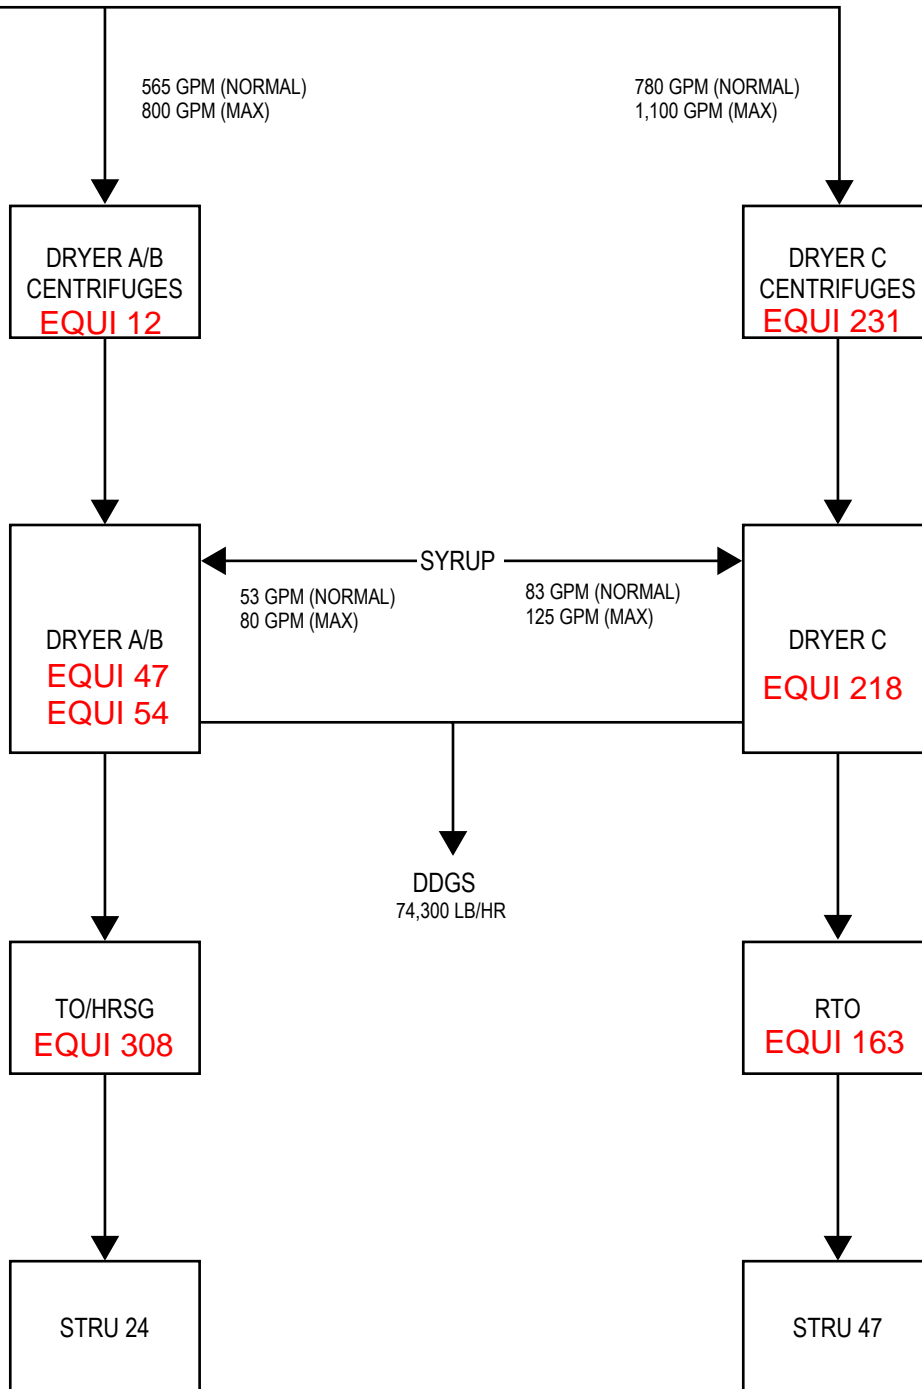 565 GPM (NORMAL)
800 GPM (MAX)
780 GPM (NORMAL)
1,100 GPM (MAX)
DRYER A/B
CENTRIFUGES
EQUI 12
DRYER C
CENTRIFUGES
EQUI 231
SYRUP
53 GPM (NORMAL)
80 GPM (MAX)
83 GPM (NORMAL)
125 GPM (MAX)
DRYER A/B
EQUI 47
EQUI 54
DRYER C
EQUI 218
DDGS
74,300 LB/HR
TO/HRSG
EQUI 308
RTO
EQUI 163
STRU 24
STRU 47